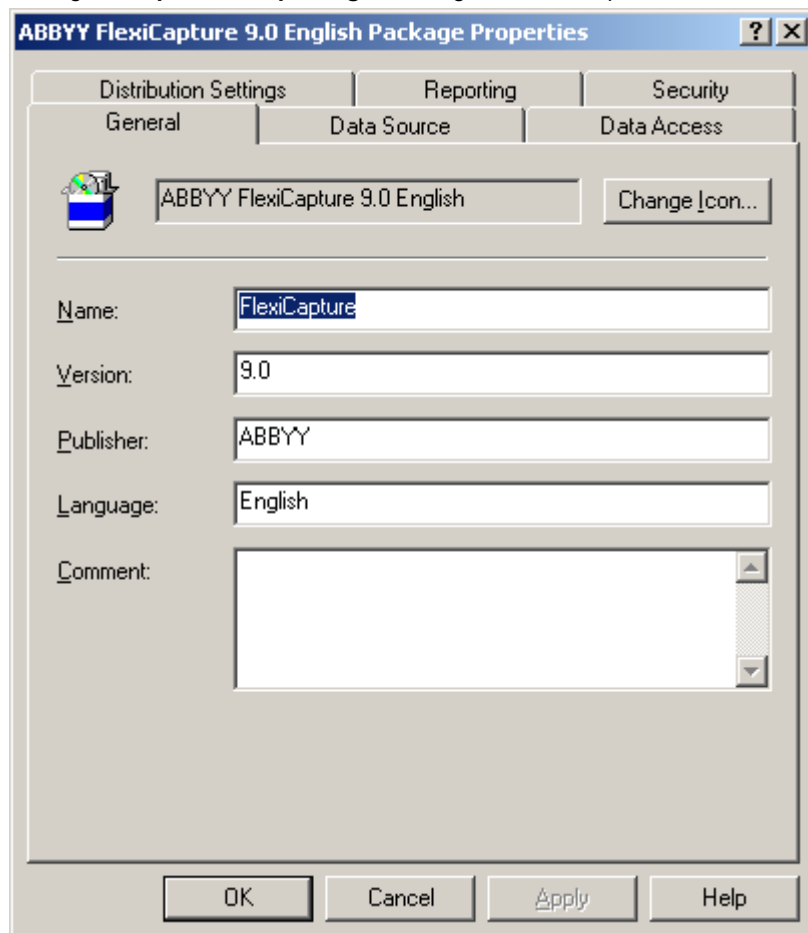 ABBYY FlexiCapture 9.0 English Package Properties
Distribution Settings Reporting Security
General Data Source Data Access
ABBYY FlexiCapture 9.0 English Change Icon...
Name: FlexiCapture
Version: 9.0
Publisher: ABBYY
Language: English
Comment:
OK Cancel Apply Help